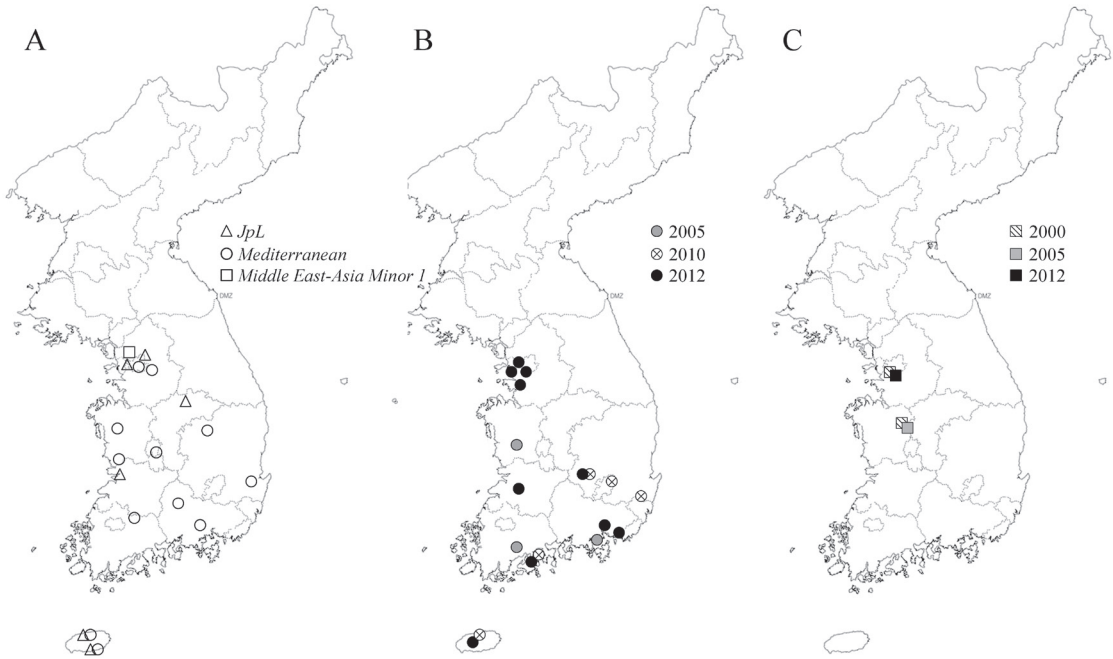 A
JpL
Mediterranean
Middle East-Asia Minor 1
DMZ
B
2005
2010
2012
DMZ
C
2000
2005
2012
DMZ